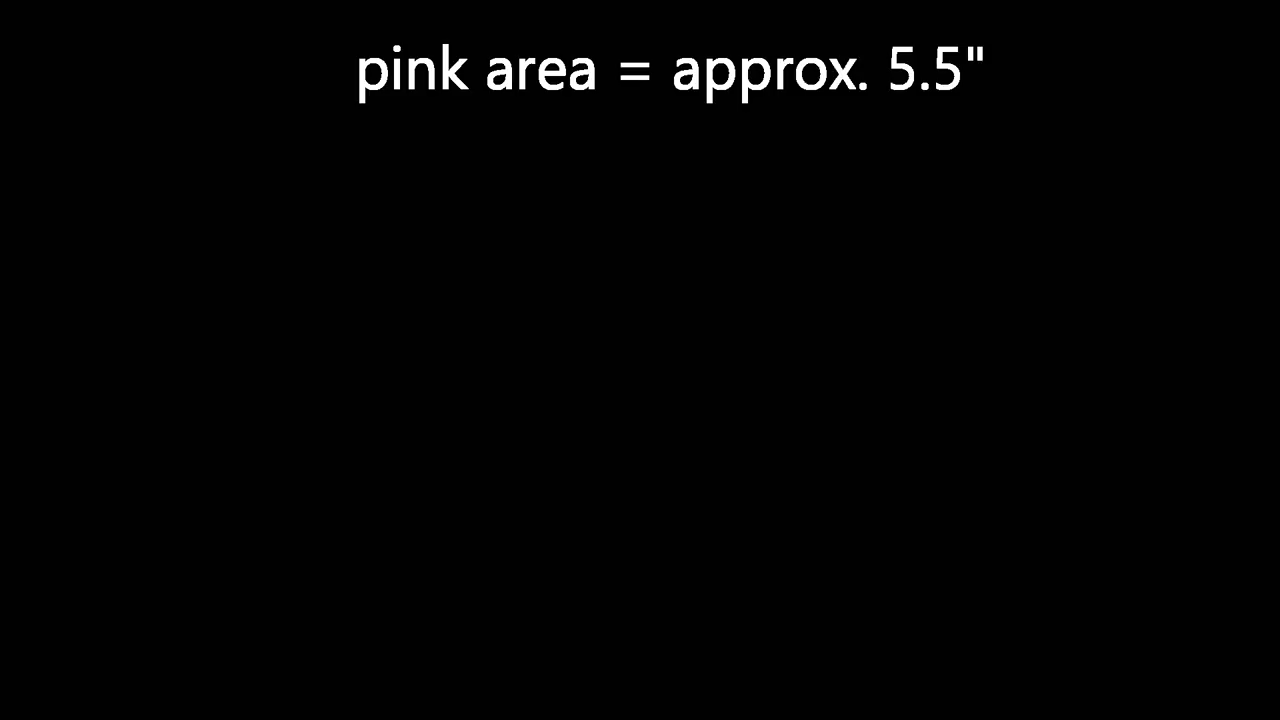 pink area = approx. 5.5"